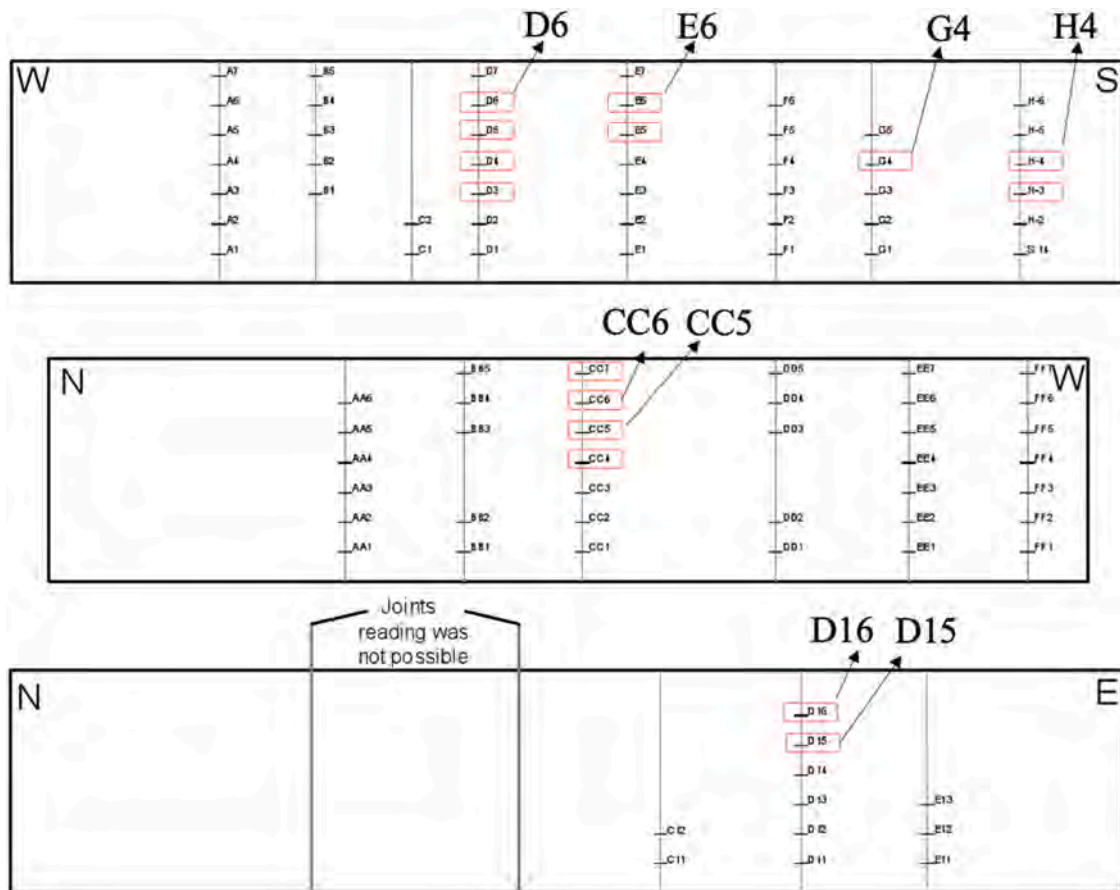 D6 E6 G4 H4
W S
A7 B5 D7 E7
A6 B4 D6 E6 F6 H-6
A5 B3 D5 E5 F5 G5 H-5
A4 B2 D4 E4 F4 G4 H-4
A3 B1 D3 E3 F3 G3 H-3
A2 C2 D2 E2 F2 G2 H-2
A1 C1 D1 E1 F1 G1
CC6 CC5
N W
BB5 CC7 DD5 EE7 FF7
AA6 BB4 CC6 DD4 EE6 FF6
AA5 BB3 CC5 DD3 EE5 FF5
AA4 CC4 EE4 FF4
AA3 CC3 EE3 FF3
AA2 BB2 CC2 DD2 EE2 FF2
AA1 BB1 CC1 DD1 EE1 FF1
Joints
reading was
not possible
D16 D15
N E
D16
D15
D14
D13 E13
C12 D12 E12
C11 D11 E11